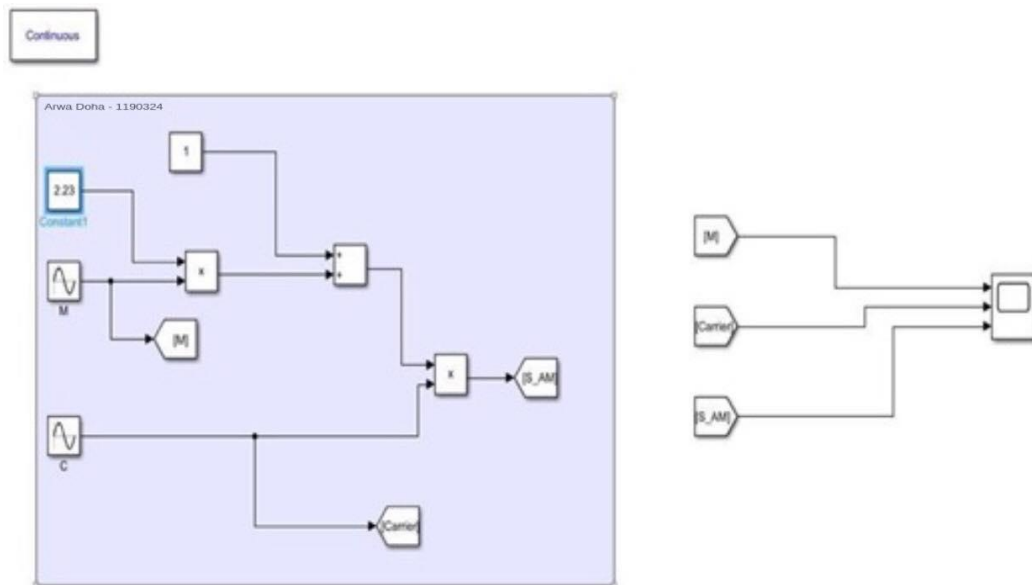 Continuous
Arwa Doha - 1190324
1
2.23
Constant1
x
+
+
M
[M]
x
[S_AM]
C
[Carrier]
[M]
[Carrier]
[S_AM]